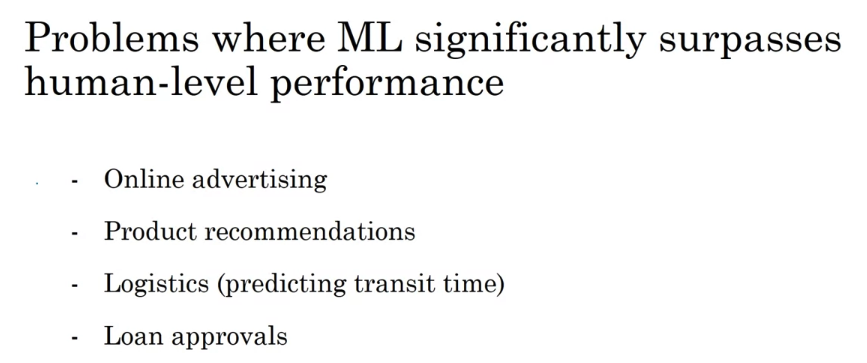 Problems where ML significantly surpasses
human-level performance
- Online advertising
- Product recommendations
- Logistics (predicting transit time)
- Loan approvals